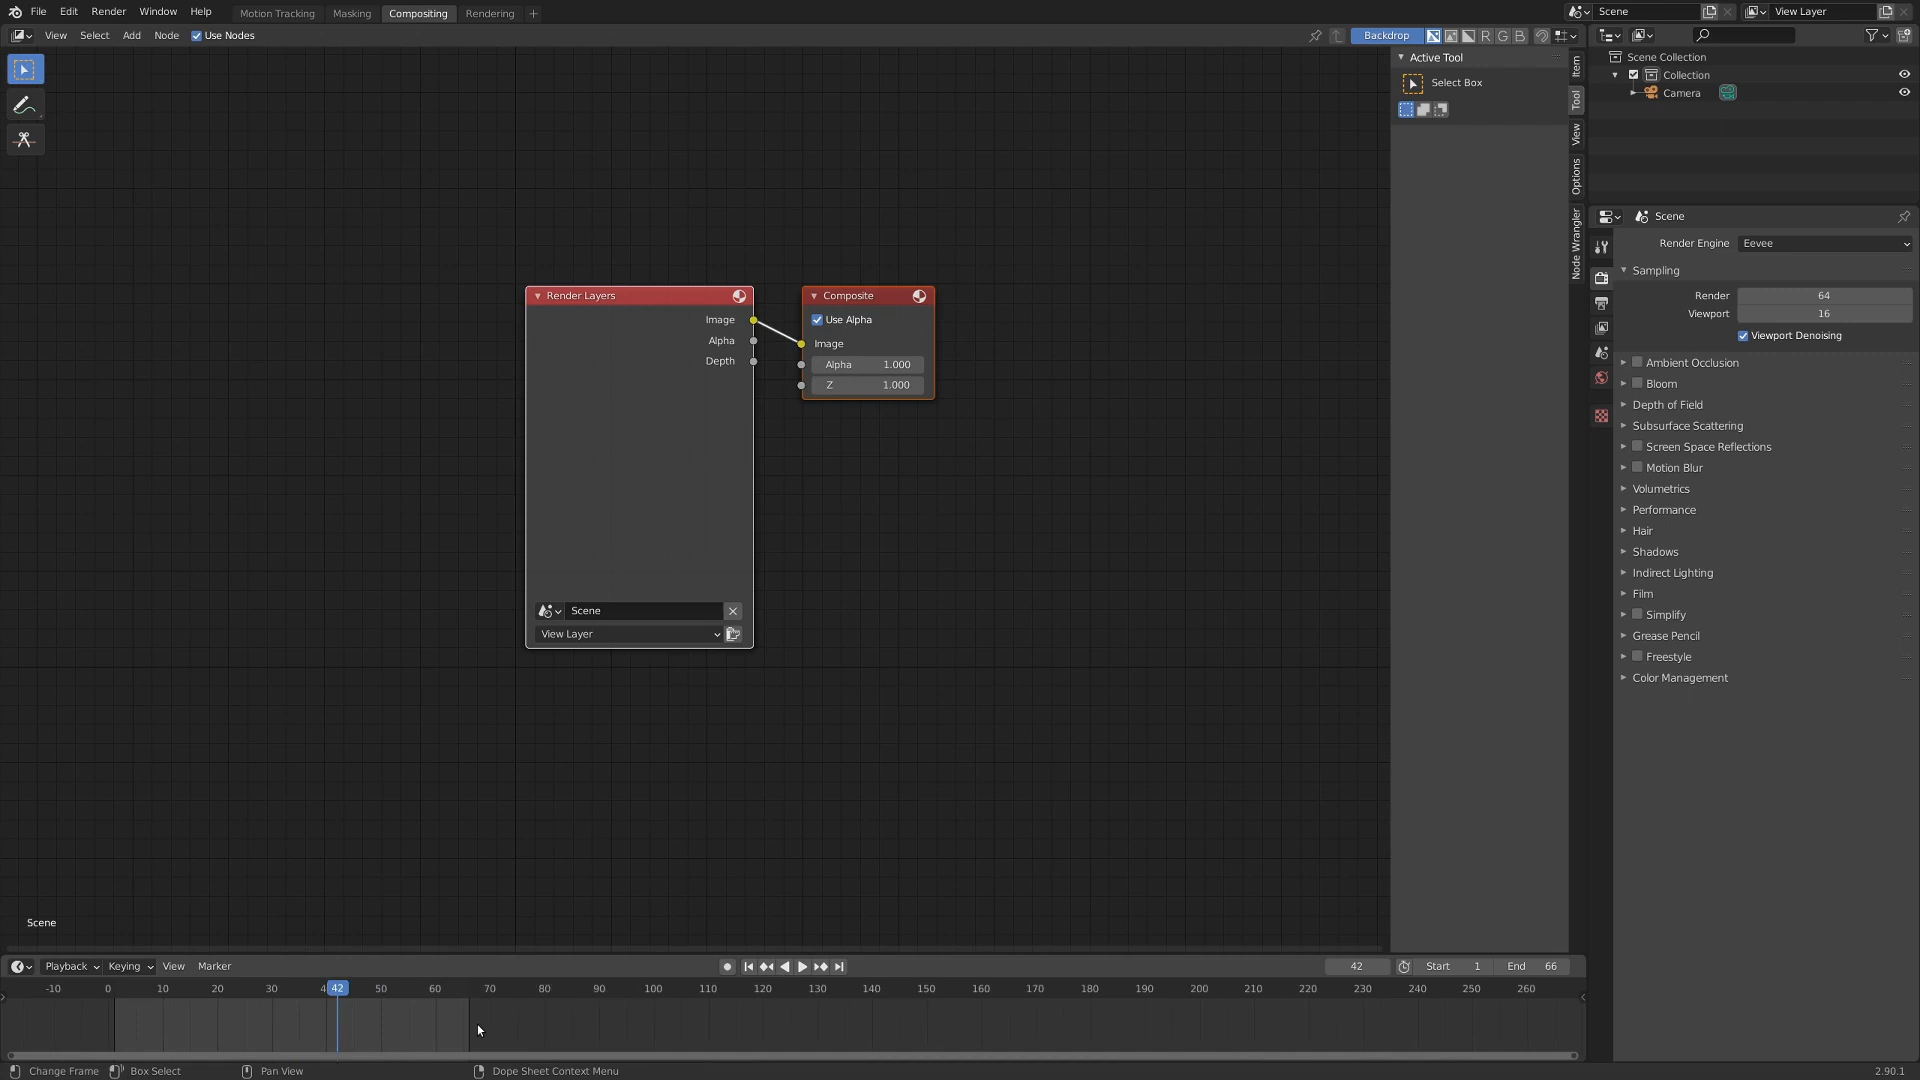 File Edit Render Window Help Motion Tracking Masking Compositing Rendering + Scene View Layer
View Select Add Node Use Nodes Backdrop R G B
Active Tool
Select Box
Item
Tool
View
Options
Node Wrangler
Scene Collection
Collection
Camera
Scene
Render Engine Eevee
Sampling
Render 64
Viewport 16
Viewport Denoising
Ambient Occlusion
Bloom
Depth of Field
Subsurface Scattering
Screen Space Reflections
Motion Blur
Volumetrics
Performance
Hair
Shadows
Indirect Lighting
Film
Simplify
Grease Pencil
Freestyle
Color Management
Render Layers
Image
Alpha
Depth
Scene
View Layer
Composite
Use Alpha
Image
Alpha 1.000
Z 1.000
Scene
Playback Keying View Marker 42 Start 1 End 66
-10 0 10 20 30 4 42 50 60 70 80 90 100 110 120 130 140 150 160 170 180 190 200 210 220 230 240 250 260
Change Frame Box Select Pan View Dope Sheet Context Menu 2.90.1